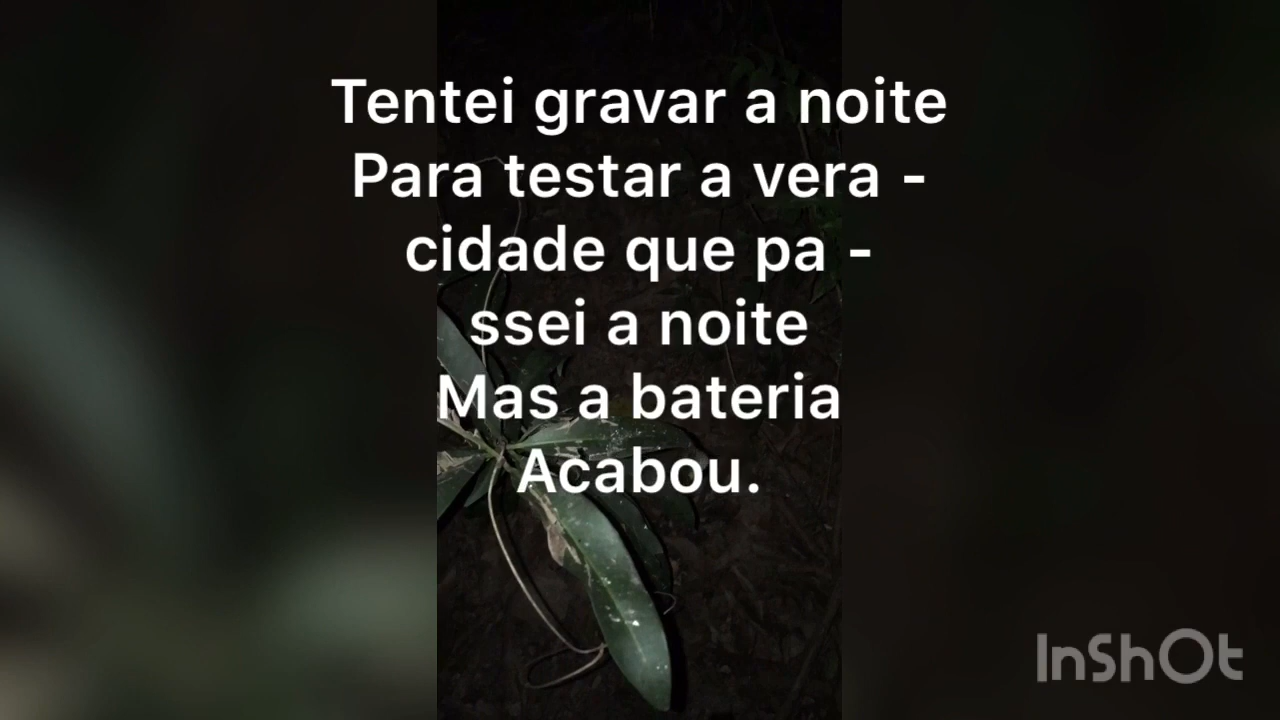 Tentei gravar a noite
Para testar a vera -
cidade que pa -
ssei a noite
Mas a bateria
Acabou.
InShOt